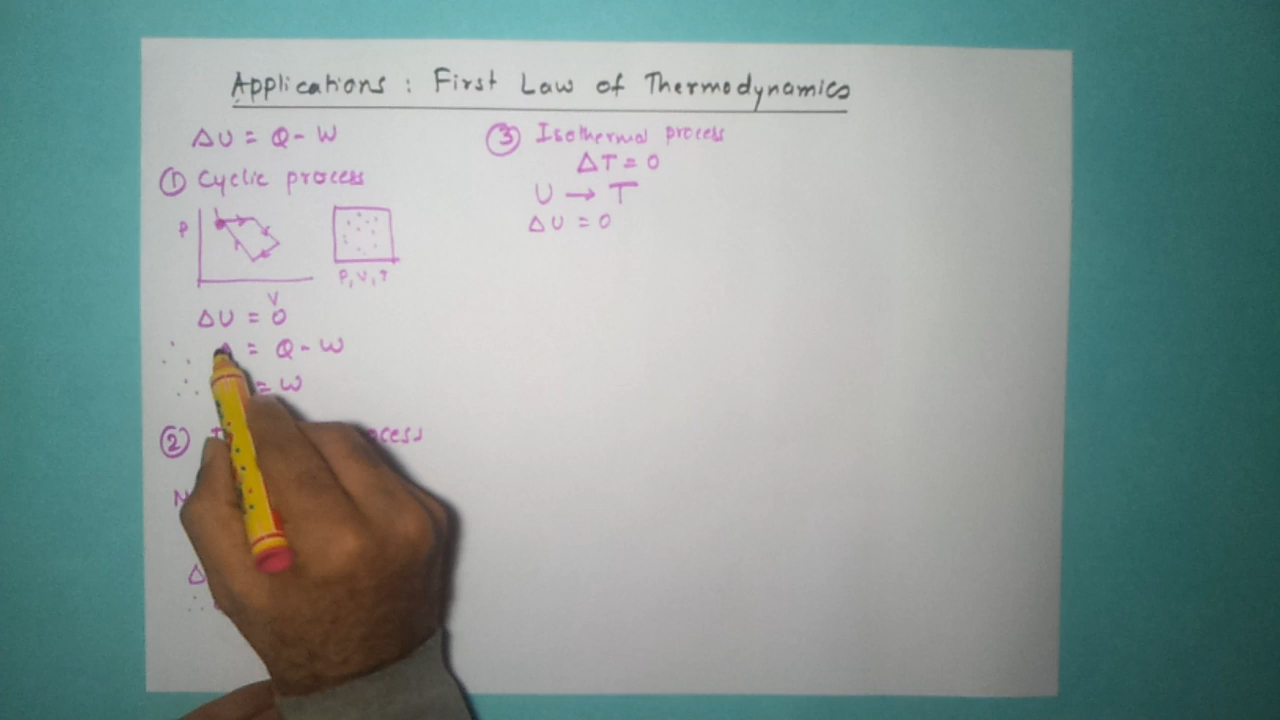 Applications : First Law of Thermodynamics
ΔU = Q - W
① Cyclic process
P
P, V, T
V
ΔU = 0
= Q - W
= W
②
③ Isothermal process
ΔT = 0
U → T
ΔU = 0